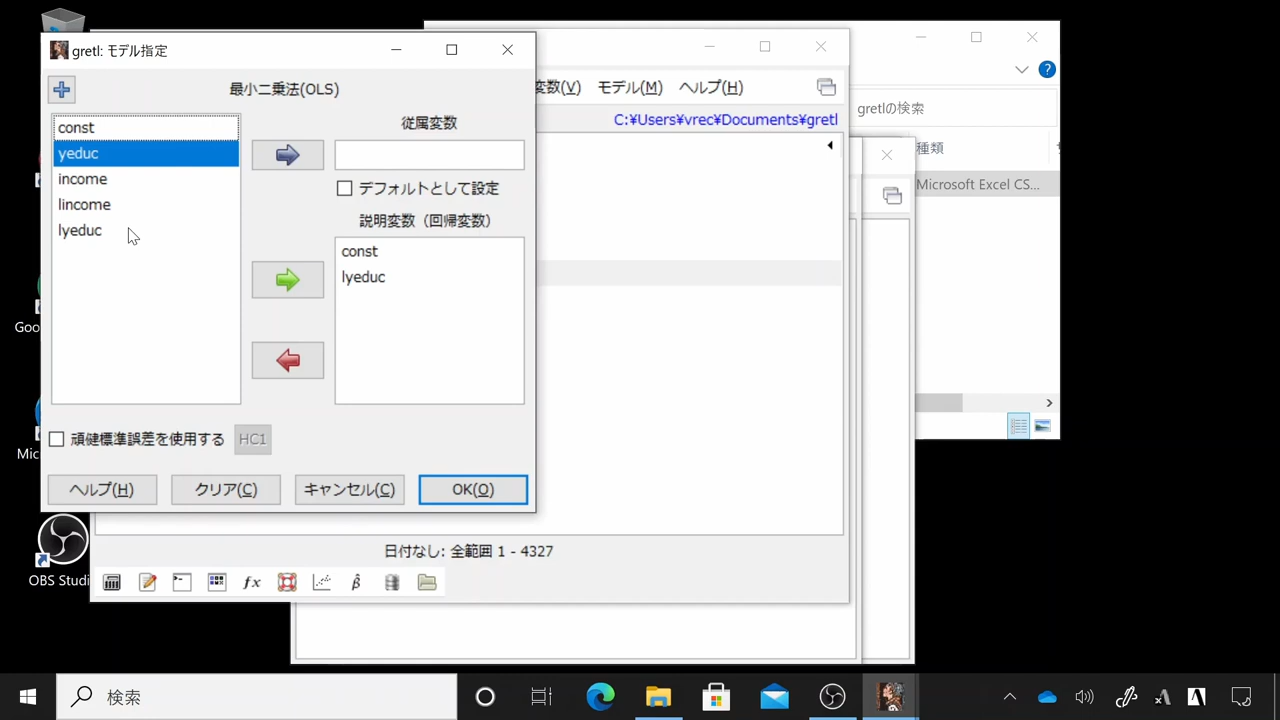 gretl: モデル指定
最小二乗法(OLS)
const
yeduc
income
lincome
lyeduc
従属変数
デフォルトとして設定
説明変数（回帰変数）
const
lyeduc
頑健標準誤差を使用する
HC1
ヘルプ(H)
クリア(C)
キャンセル(C)
OK(O)
変数(V)
モデル(M)
ヘルプ(H)
C:¥Users¥vrec¥Documents¥gretl
gretlの検索
種類
Microsoft Excel CS...
日付なし: 全範囲 1 - 4327
fx
β̂
Goo
Mic
OBS Studi
検索